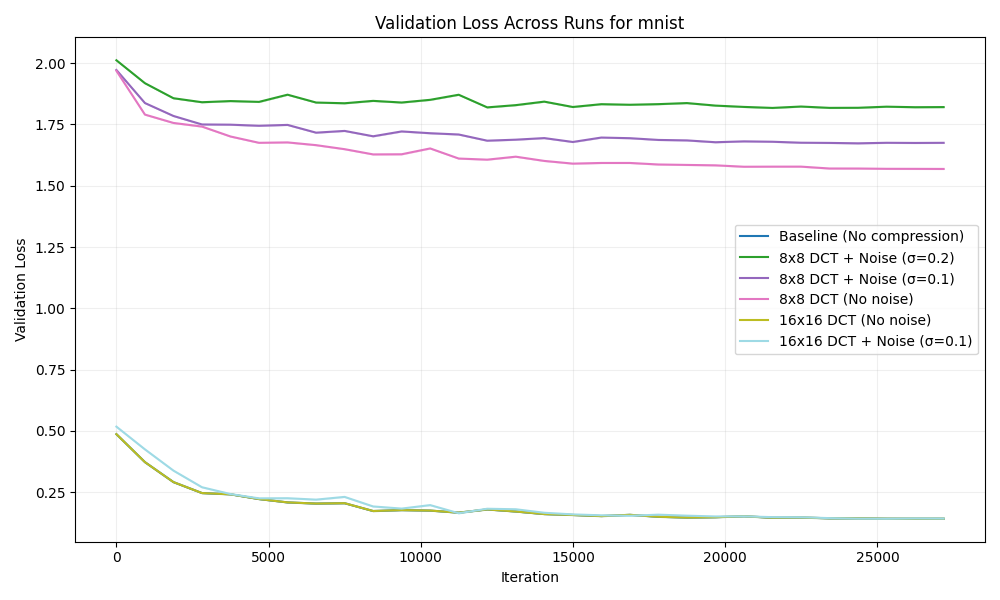 Validation Loss Across Runs for mnist
2.00
1.75
1.50
1.25
1.00
0.75
0.50
0.25
Validation Loss
Baseline (No compression)
8x8 DCT + Noise (σ=0.2)
8x8 DCT + Noise (σ=0.1)
8x8 DCT (No noise)
16x16 DCT (No noise)
16x16 DCT + Noise (σ=0.1)
0 5000 10000 15000 20000 25000
Iteration